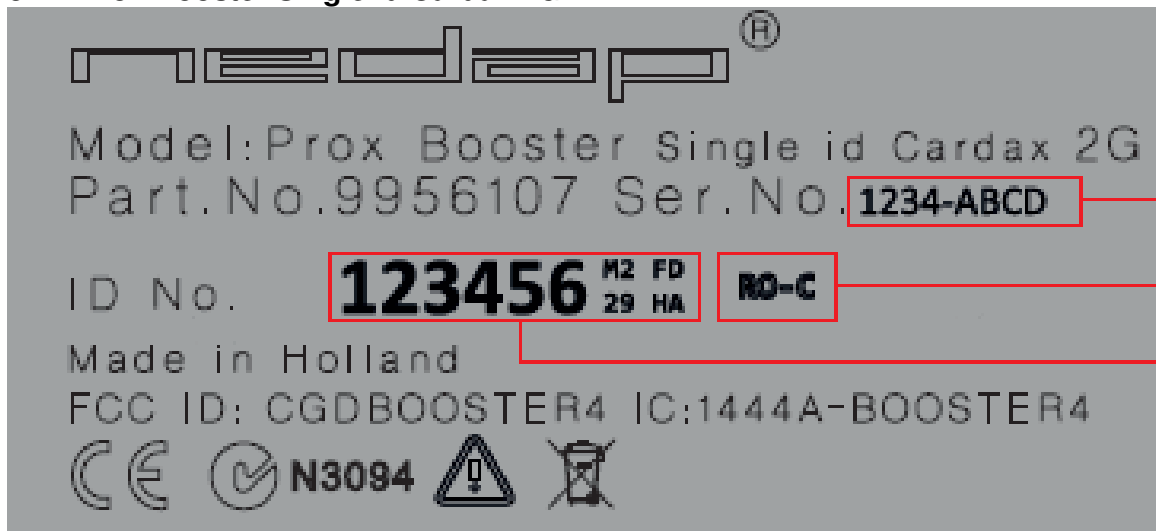 nedap®
Model:Prox Booster Single id Cardax 2G
Part.No.9956107 Ser.No.1234-ABCD
ID No. 123456 M2 FD RO-C
29 HA
Made in Holland
FCC ID: CGDBOOSTER4 IC:1444A-BOOSTER4
CE N3094